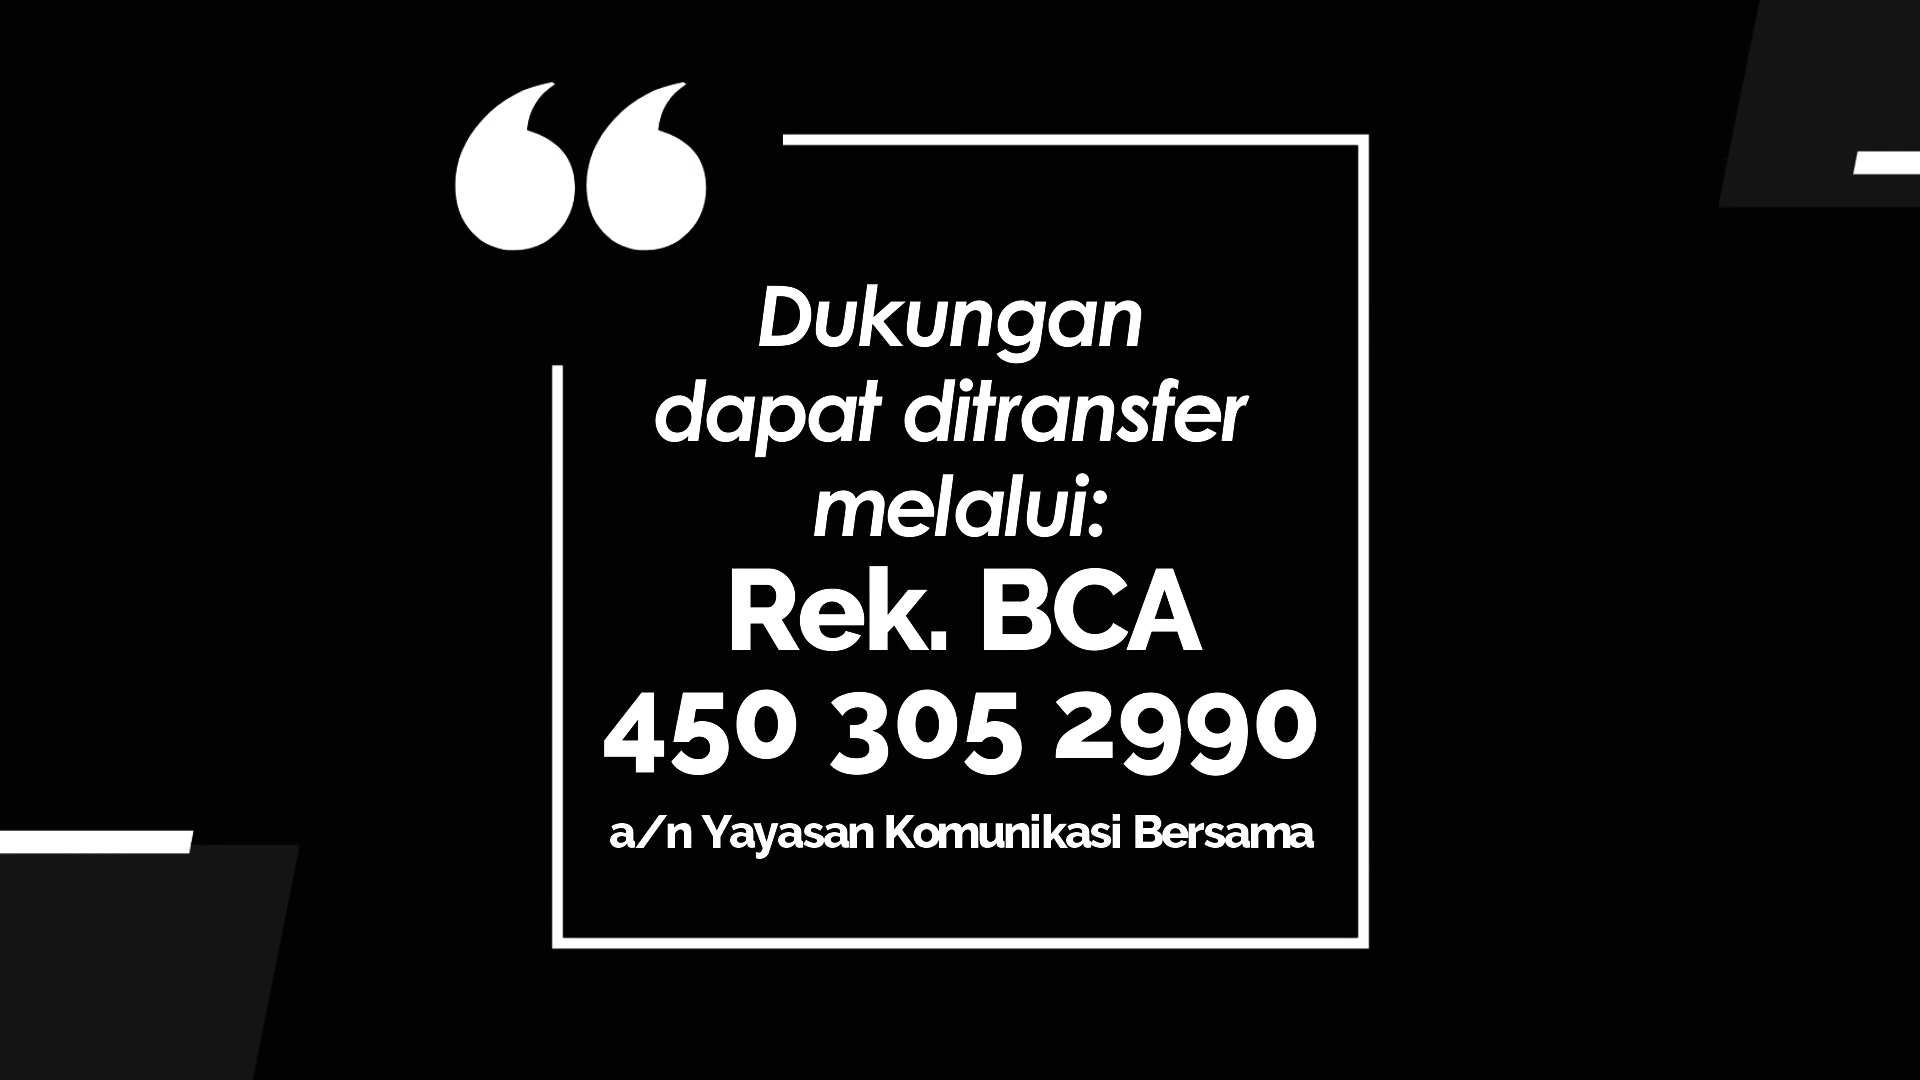 Dukungan
dapat ditransfer
melalui:
Rek. BCA
450 305 2990
a/n Yayasan Komunikasi Bersama